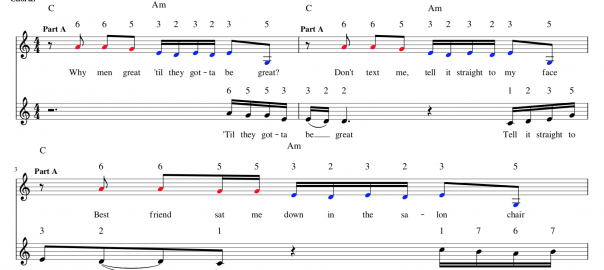 C Am C Am
Part A 6 6 5 3 2 3 2 3 5 Part A 6 6 5 3 2 3 2 3 5
Why men great 'til they got - ta be great? Don't text me, tell it straight to my face
6 5 5 3 3 2 2 1 2 3 5
'Til they got - ta be great Tell it straight to
C Am
3 Part A 6 6 6 5 5 3 2 3 2 3 5
Best friend sat me down in the sa - lon chair
3 2 1 1 7 6 7